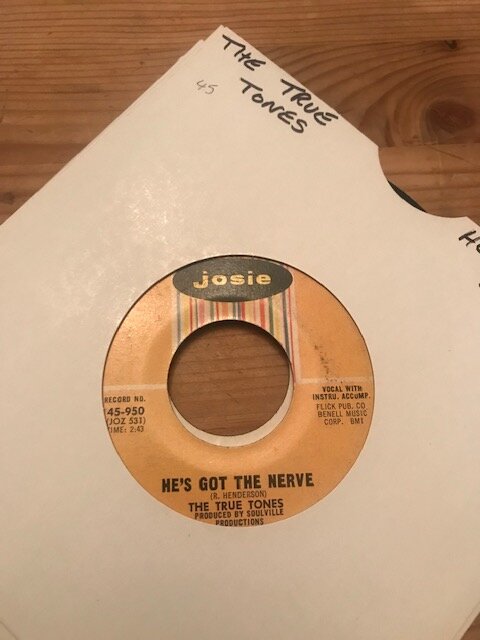 THE TRUE
TONES
45
josie
RECORD NO.
45-950
(JOZ 531)
TIME: 2:43
VOCAL WITH
INSTRU. ACCOMP.
FLICK PUB. CO
BENELL MUSIC
CORP. BMI
HE'S GOT THE NERVE
(R. HENDERSON)
THE TRUE TONES
PRODUCED BY SOULVILLE
PRODUCTIONS